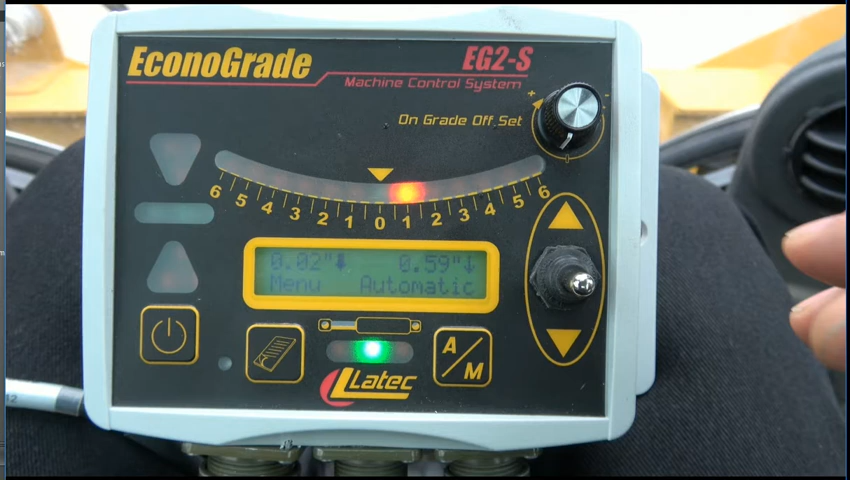 EconoGrade
EG2-S
Machine Control System
On Grade Off Set
+ -
6 5 4 3 2 1 0 1 2 3 4 5 6
0.02"⬇ 0.59"↓
Menu Automatic
A/M
Latec
12